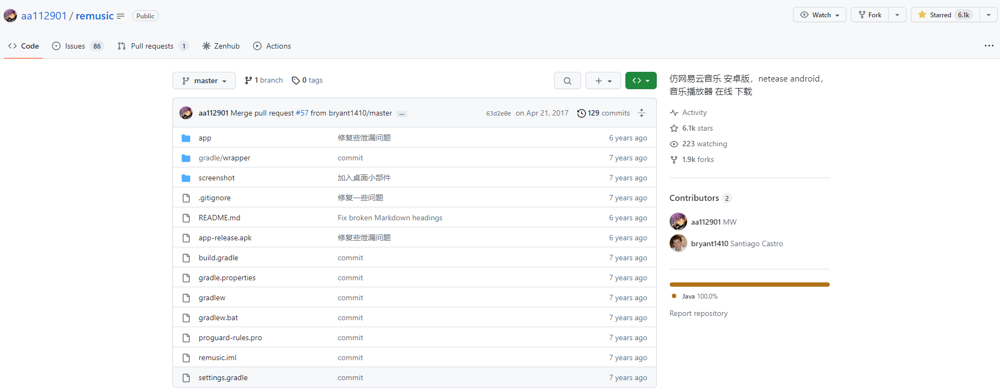 aa112901 / remusic Public
Watch Fork Starred 6.1k
Code Issues 86 Pull requests 1 Zenhub Actions
master 1 branch 0 tags
aa112901 Merge pull request #57 from bryant1410/master ... 63d2e0e on Apr 21, 2017 129 commits
app 修复些泄漏问题 6 years ago
gradle/wrapper commit 7 years ago
screenshot 加入桌面小部件 7 years ago
.gitignore 修复一些问题 7 years ago
README.md Fix broken Markdown headings 6 years ago
app-release.apk 修复些泄漏问题 6 years ago
build.gradle commit 7 years ago
gradle.properties commit 7 years ago
gradlew commit 7 years ago
gradlew.bat commit 7 years ago
proguard-rules.pro commit 7 years ago
remusic.iml commit 7 years ago
settings.gradle commit 7 years ago
仿网易云音乐 安卓版，netease android，
音乐播放器 在线 下载
Activity
6.1k stars
223 watching
1.9k forks
Contributors 2
aa112901 MW
bryant1410 Santiago Castro
Java 100.0%
Report repository